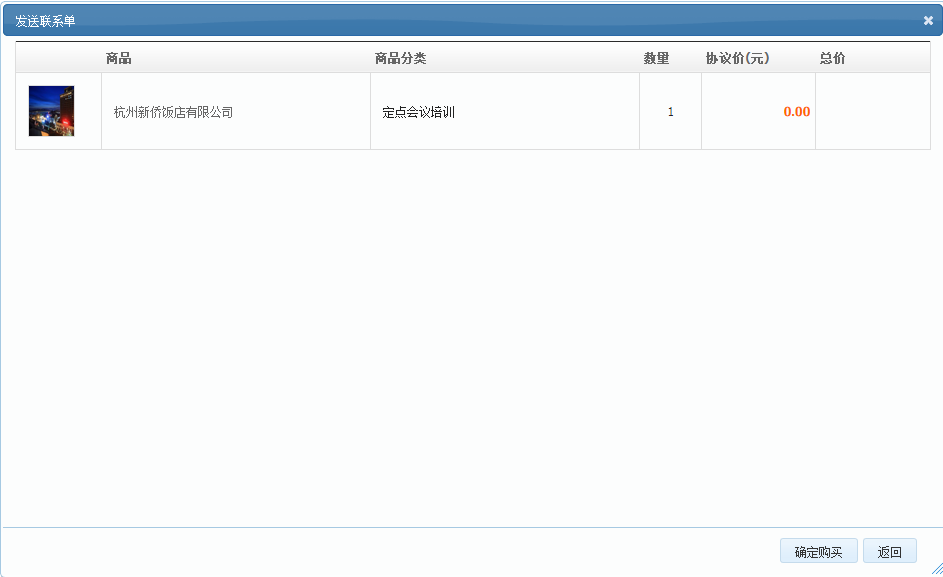 发送联系单
商品 商品分类 数量 协议价(元) 总价
杭州新侨饭店有限公司 定点会议培训 1 0.00
确定购买 返回